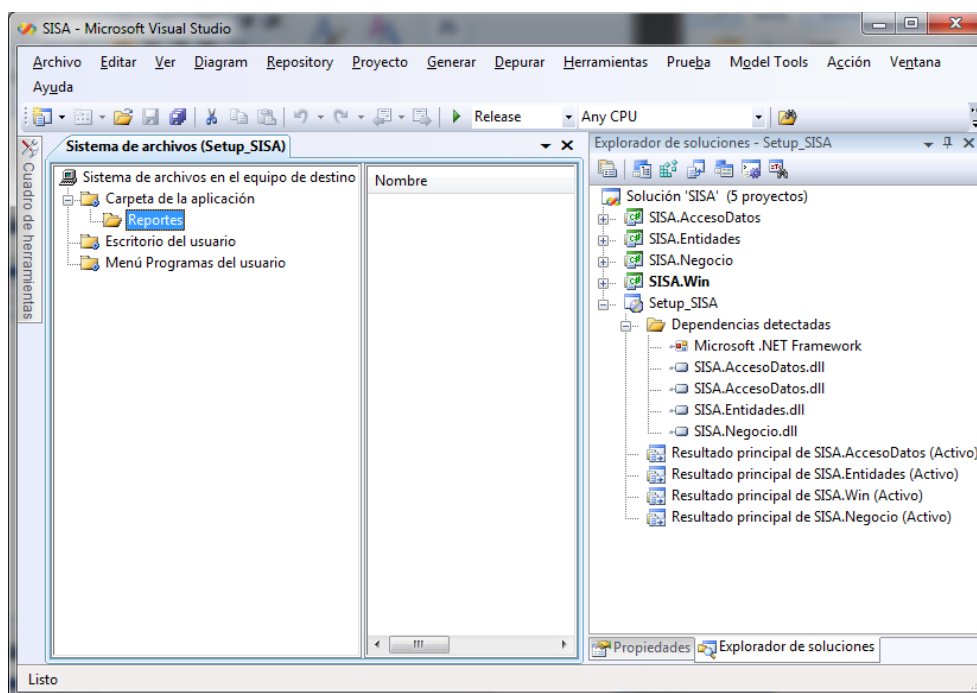 SISA - Microsoft Visual Studio
Archivo Editar Ver Diagram Repository Proyecto Generar Depurar Herramientas Prueba Model Tools Acción Ventana
Ayuda
Release Any CPU
Cuadro de herramientas
Sistema de archivos (Setup_SISA)
Sistema de archivos en el equipo de destino
Carpeta de la aplicación
Reportes
Escritorio del usuario
Menú Programas del usuario
Nombre
Explorador de soluciones - Setup_SISA
Solución 'SISA' (5 proyectos)
SISA.AccesoDatos
SISA.Entidades
SISA.Negocio
SISA.Win
Setup_SISA
Dependencias detectadas
Microsoft .NET Framework
SISA.AccesoDatos.dll
SISA.AccesoDatos.dll
SISA.Entidades.dll
SISA.Negocio.dll
Resultado principal de SISA.AccesoDatos (Activo)
Resultado principal de SISA.Entidades (Activo)
Resultado principal de SISA.Win (Activo)
Resultado principal de SISA.Negocio (Activo)
Propiedades Explorador de soluciones
Listo